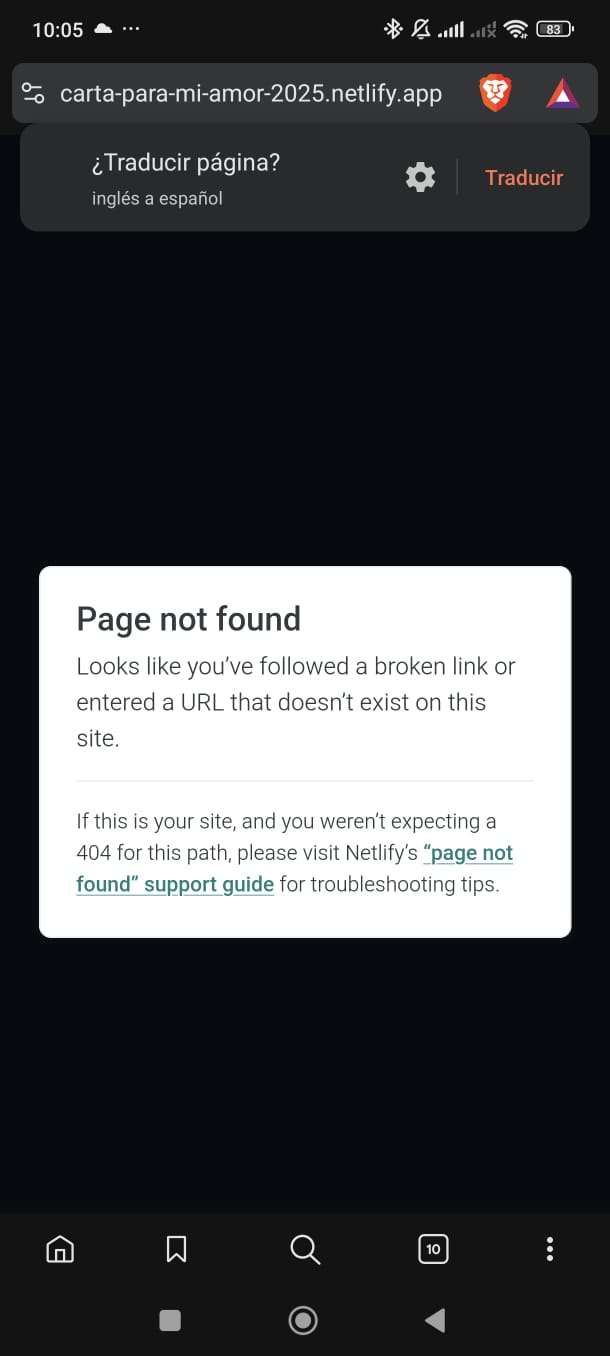 10:05 ... 83
carta-para-mi-amor-2025.netlify.app
¿Traducir página?
inglés a español
Traducir
Page not found
Looks like you’ve followed a broken link or
entered a URL that doesn’t exist on this
site.
If this is your site, and you weren’t expecting a
404 for this path, please visit Netlify’s “page not
found” support guide for troubleshooting tips.
10